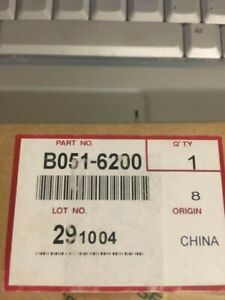 PART NO. Q'TY
B051-6200 1
8
LOT NO. ORIGIN
291004 CHINA